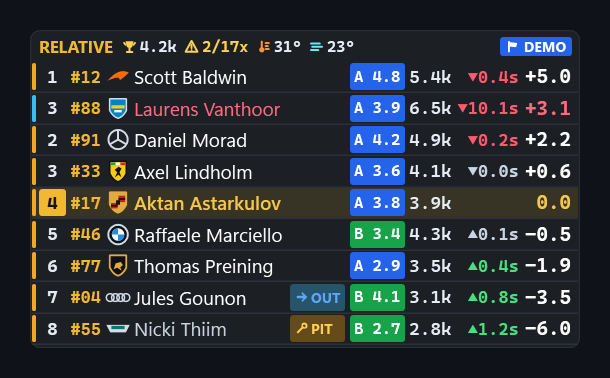 RELATIVE 4.2k 2/17x 31° 23° DEMO
1 #12 Scott Baldwin A 4.8 5.4k ▼0.4s +5.0
3 #88 Laurens Vanthoor A 3.9 6.5k ▼10.1s +3.1
2 #91 Daniel Morad A 4.2 4.9k ▼0.2s +2.2
3 #33 Axel Lindholm A 3.6 4.1k ▼0.0s +0.6
4 #17 Aktan Astarkulov A 3.8 3.9k 0.0
5 #46 Raffaele Marciello B 3.4 4.3k ▲0.1s −0.5
6 #77 Thomas Preining A 2.9 3.5k ▲0.4s −1.9
7 #04 Jules Gounon → OUT B 4.1 3.1k ▲0.8s −3.5
8 #55 Nicki Thiim PIT B 2.7 2.8k ▲1.2s −6.0